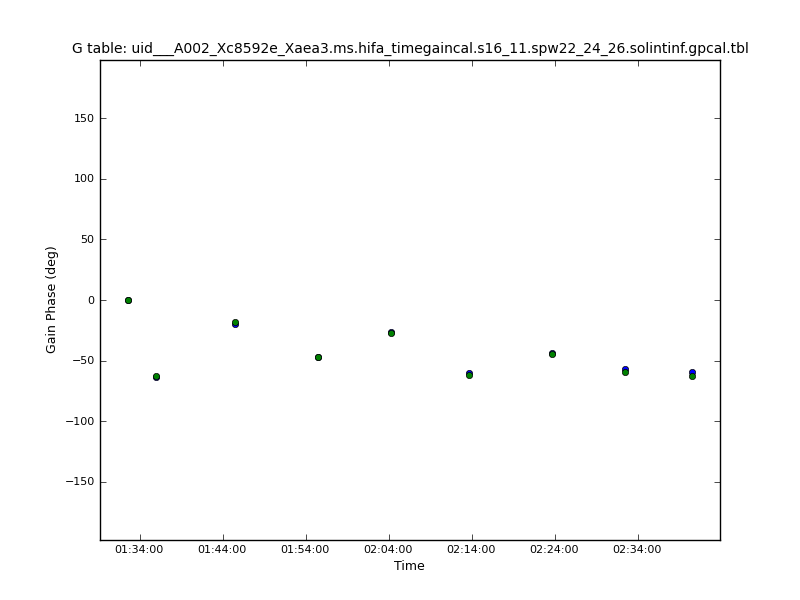 G table: uid___A002_Xc8592e_Xaea3.ms.hifa_timegaincal.s16_11.spw22_24_26.solintinf.gpcal.tbl
150
100
50
0
−50
−100
−150
Gain Phase (deg)
01:34:00 01:44:00 01:54:00 02:04:00 02:14:00 02:24:00 02:34:00
Time